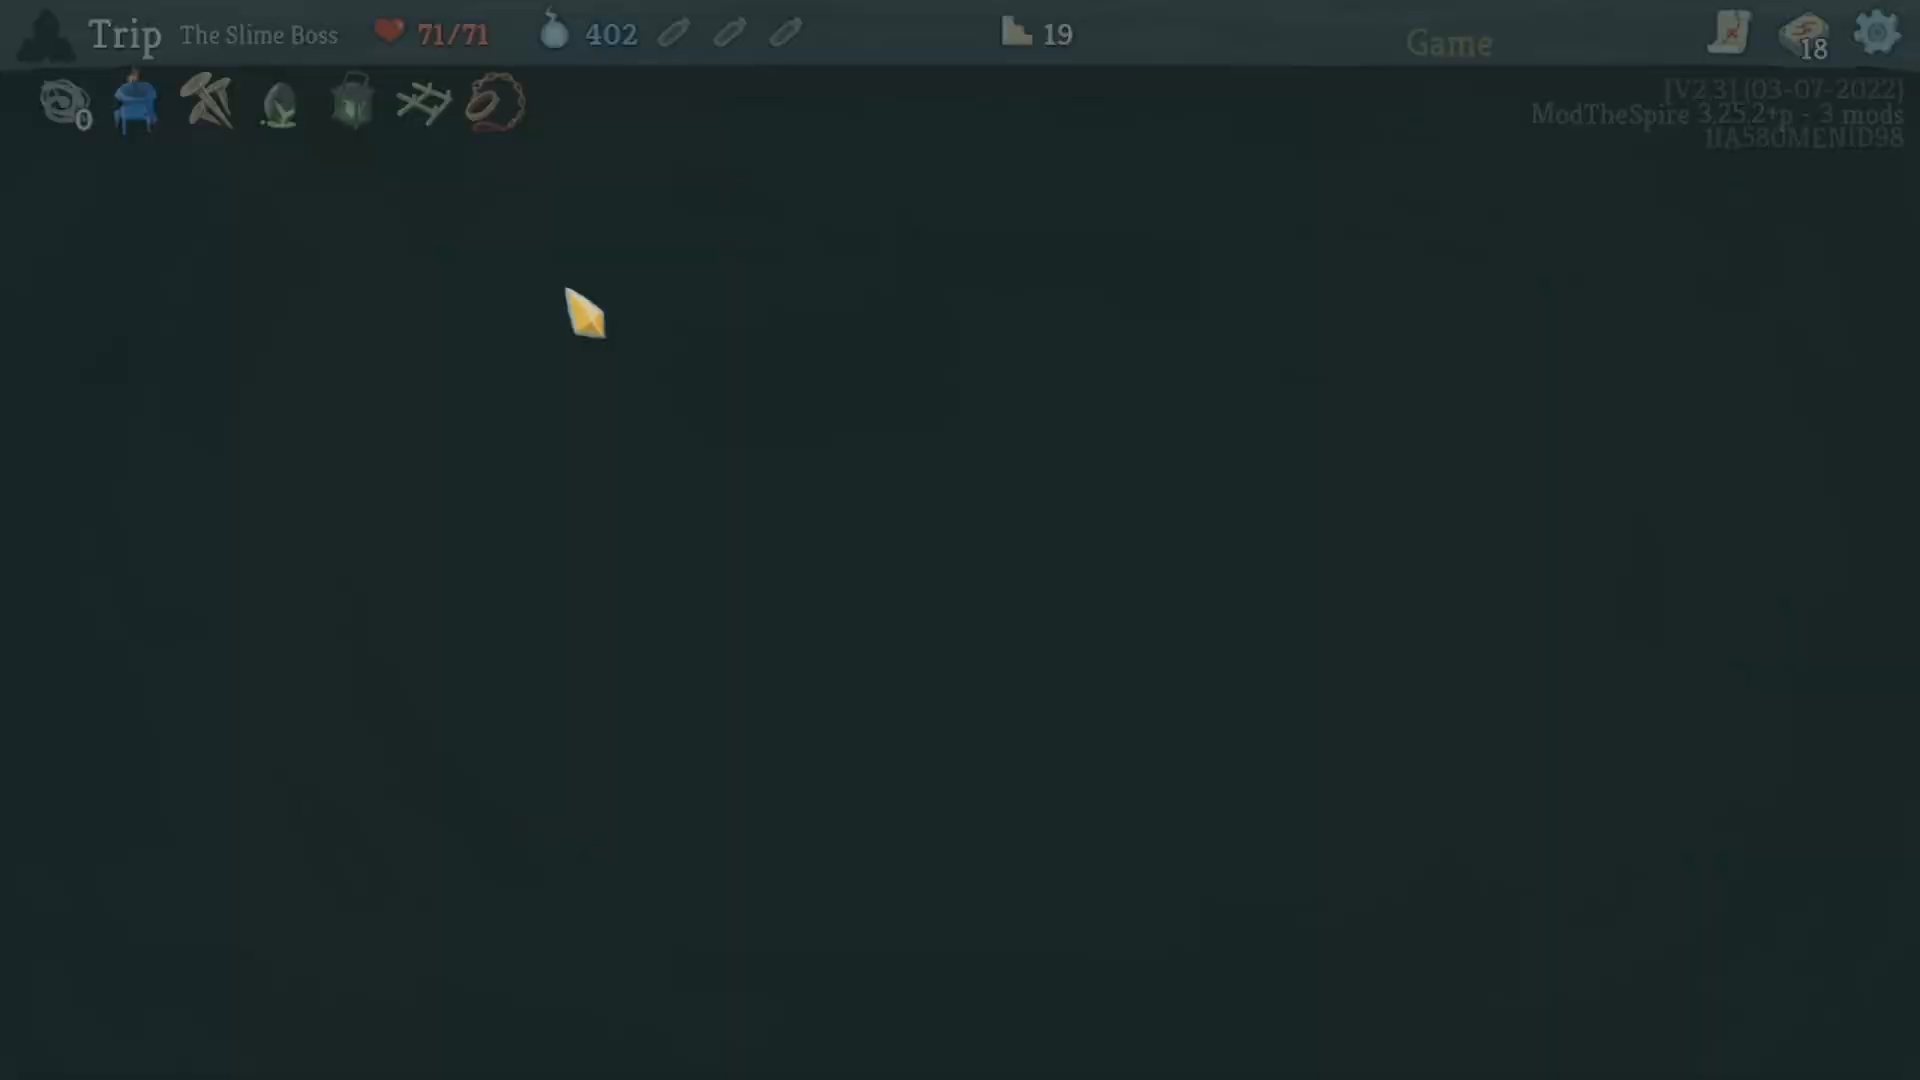 Trip The Slime Boss 71/71 402 19 Game 18
0
[V2.3] (03-07-2022)
ModTheSpire 3.25.2+p - 3 mods